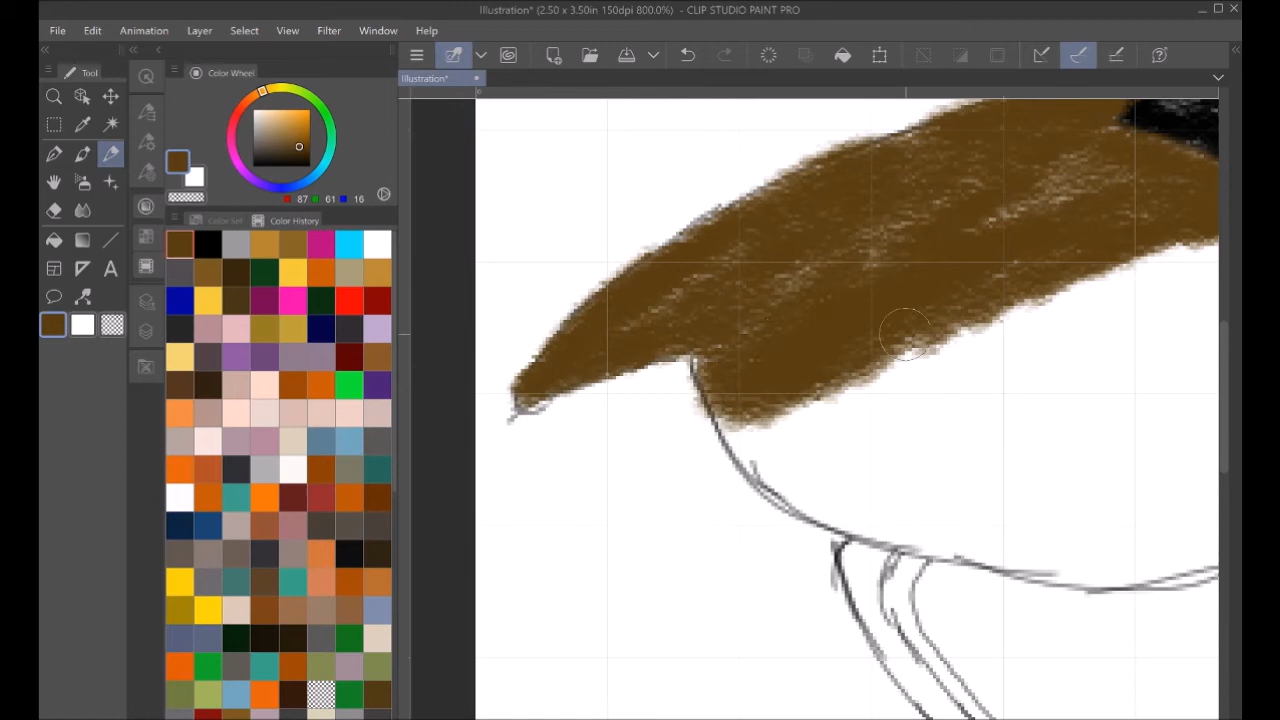 Illustration* (2.50 x 3.50in 150dpi 800.0%) - CLIP STUDIO PAINT PRO
File Edit Animation Layer Select View Filter Window Help
Illustration*
Tool
Color Wheel
87 61 16
Color Set Color History
0